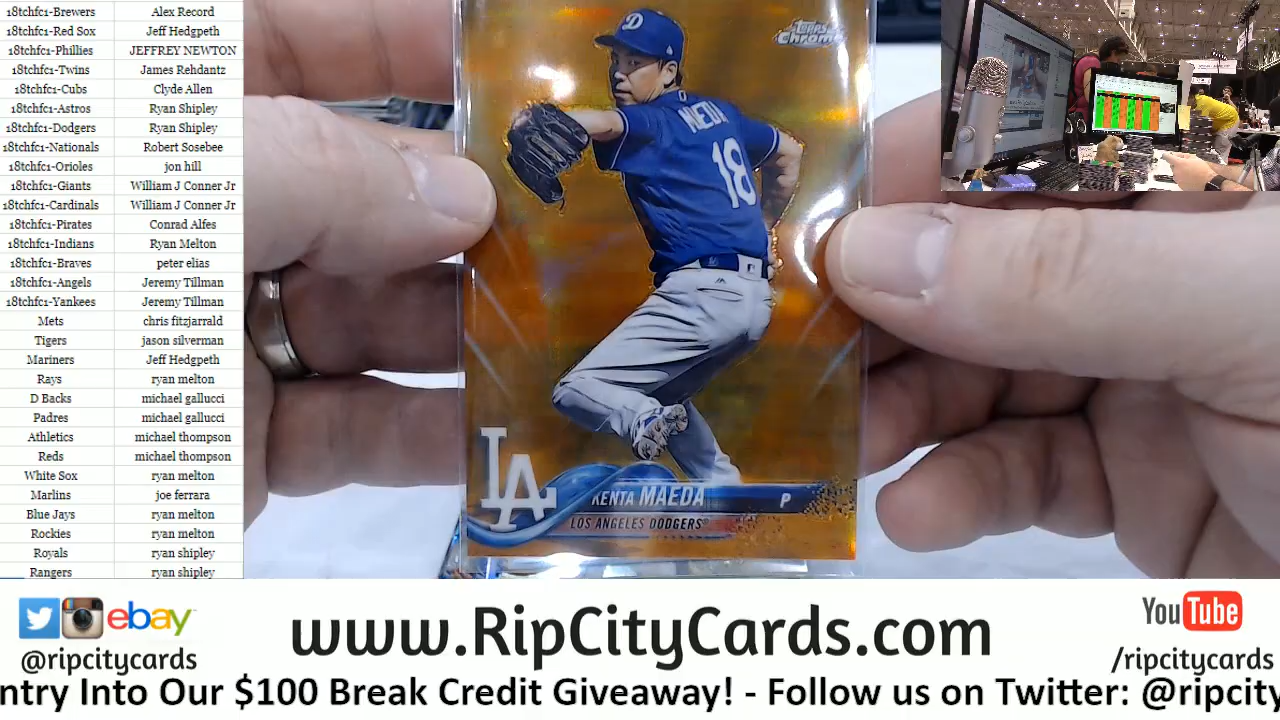 18tchfc1-Brewers Alex Record
18tchfc1-Red Sox Jeff Hedgpeth
18tchfc1-Phillies JEFFREY NEWTON
18tchfc1-Twins James Rehdantz
18tchfc1-Cubs Clyde Allen
18tchfc1-Astros Ryan Shipley
18tchfc1-Dodgers Ryan Shipley
18tchfc1-Nationals Robert Sosebee
18tchfc1-Orioles jon hill
18tchfc1-Giants William J Conner Jr
18tchfc1-Cardinals William J Conner Jr
18tchfc1-Pirates Conrad Alfes
18tchfc1-Indians Ryan Melton
18tchfc1-Braves peter elias
18tchfc1-Angels Jeremy Tillman
18tchfc1-Yankees Jeremy Tillman
Mets chris fitzjarrald
Tigers jason silverman
Mariners Jeff Hedgpeth
Rays ryan melton
D Backs michael gallucci
Padres michael gallucci
Athletics michael thompson
Reds michael thompson
White Sox ryan melton
Marlins joe ferrara
Blue Jays ryan melton
Rockies ryan melton
Royals ryan shipley
Rangers ryan shipley
D
Topps
Chrome
18
LA
KENTA MAEDA P
LOS ANGELES DODGERS
ebay
@ripcitycards
www.RipCityCards.com
YouTube
/ripcitycards
ntry Into Our $100 Break Credit Giveaway! - Follow us on Twitter: @ripcity